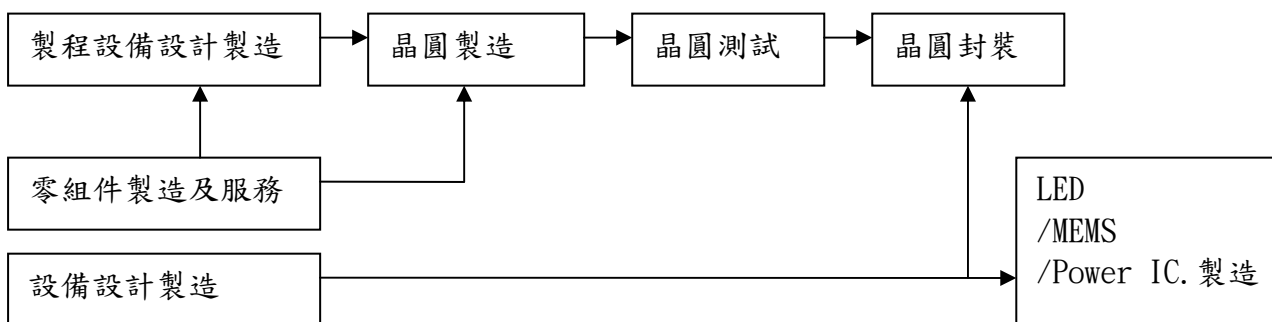 製程設備設計製造
晶圓製造
晶圓測試
晶圓封裝
零組件製造及服務
設備設計製造
LED
/MEMS
/Power IC.製造